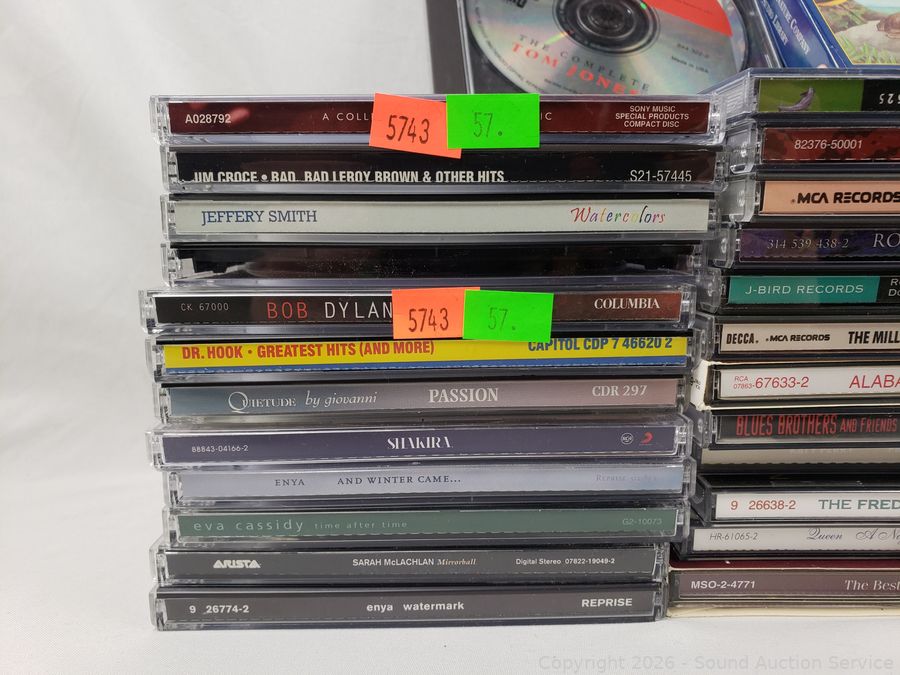 THE COMPLETE
TOM JONES
Made in USA
A028792
A COLL
5743
57.
IC
SONY MUSIC
SPECIAL PRODUCTS
COMPACT DISC
JIM CROCE • BAD, BAD LEROY BROWN & OTHER HITS
S21-57445
JEFFERY SMITH
Watercolors
CK 67000
BOB DYLAN
5743
57.
COLUMBIA
DR. HOOK • GREATEST HITS (AND MORE)
CAPITOL CDP 7 46620 2
QUIETUDE by giovanni
PASSION
CDR 297
88843-04166-2
SHAKIRA
RCA
ENYA
AND WINTER CAME...
eva cassidy time after time
G2-10073
ARISTA
SARAH McLACHLAN Mirrorball
Digital Stereo 07822-19049-2
9 26774-2
enya watermark
REPRISE
525
82376-50001
MCA RECORDS
314 539 438-2
RO
J-BIRD RECORDS
DECCA.
MCA RECORDS
THE MILL
RCA
07863-67633-2
ALABA
BLUES BROTHERS AND FRIENDS
9 26638-2
THE FRED
HR-61065-2
Queen A N
MSO-2-4771
The Best
Copyright 2026 - Sound Auction Service